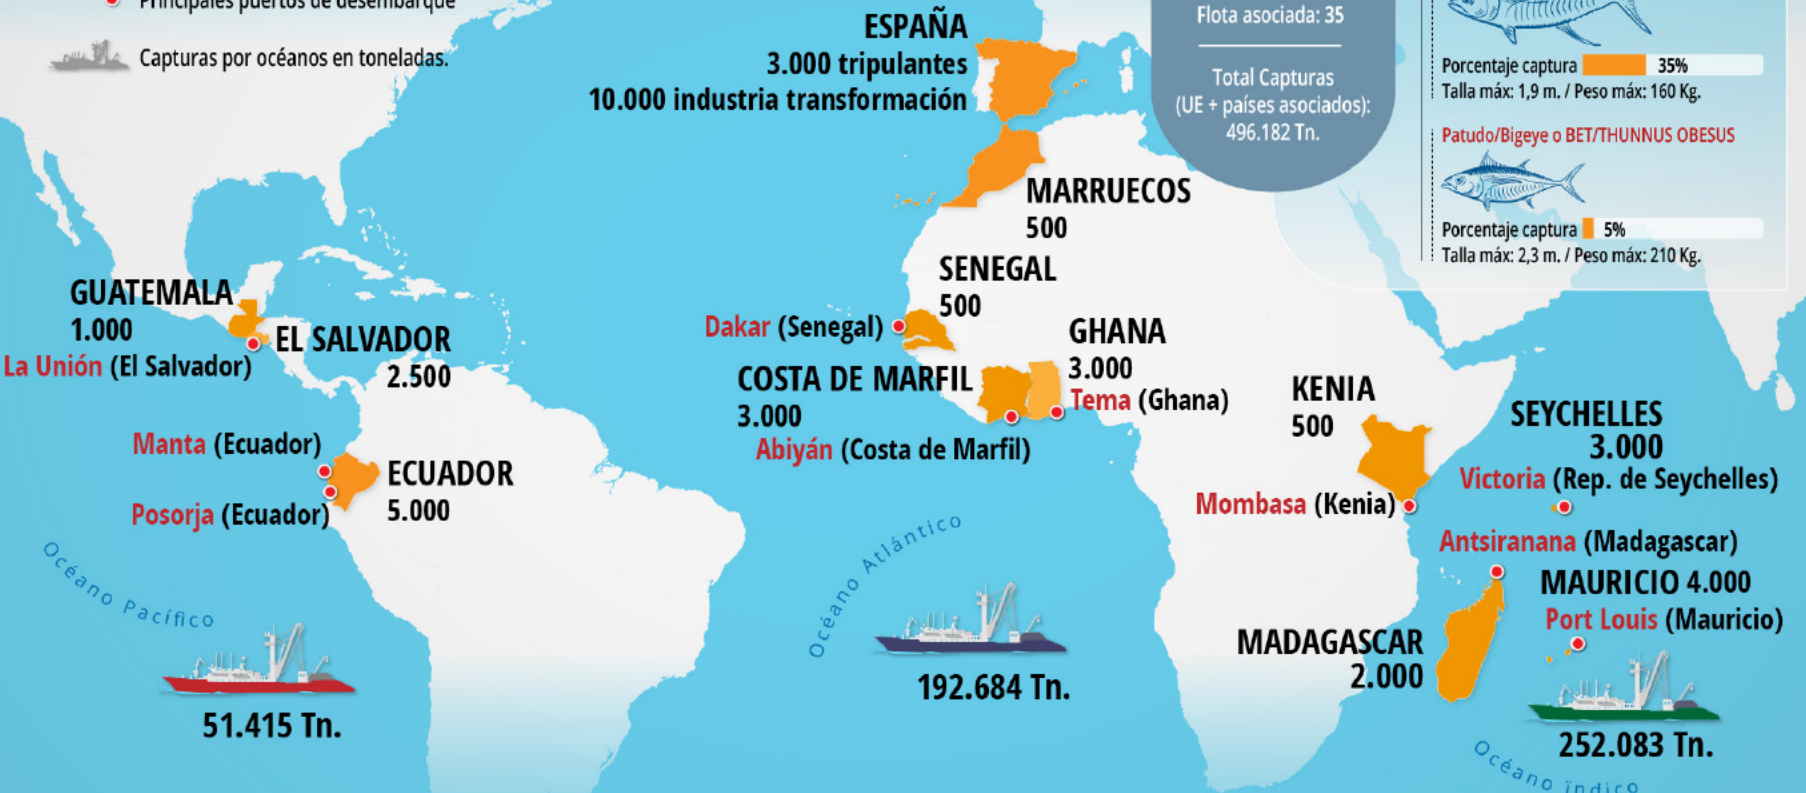 Principales puertos de desembarque
Capturas por océanos en toneladas.
ESPAÑA
3.000 tripulantes
10.000 industria transformación
Flota asociada: 35
Total Capturas
(UE + países asociados):
496.182 Tn.
Porcentaje captura 35%
Talla máx: 1,9 m. / Peso máx: 160 Kg.
Patudo/Bigeye o BET/THUNNUS OBESUS
Porcentaje captura 5%
Talla máx: 2,3 m. / Peso máx: 210 Kg.
MARRUECOS
500
SENEGAL
500
Dakar (Senegal)
GUATEMALA
1.000
EL SALVADOR
2.500
La Unión (El Salvador)
GHANA
3.000
Tema (Ghana)
COSTA DE MARFIL
3.000
Abiyán (Costa de Marfil)
KENIA
500
Mombasa (Kenia)
SEYCHELLES
3.000
Victoria (Rep. de Seychelles)
Manta (Ecuador)
ECUADOR
5.000
Posorja (Ecuador)
Antsiranana (Madagascar)
MAURICIO 4.000
Port Louis (Mauricio)
MADAGASCAR
2.000
Océano Pacífico
51.415 Tn.
Océano Atlántico
192.684 Tn.
252.083 Tn.
Océano índico